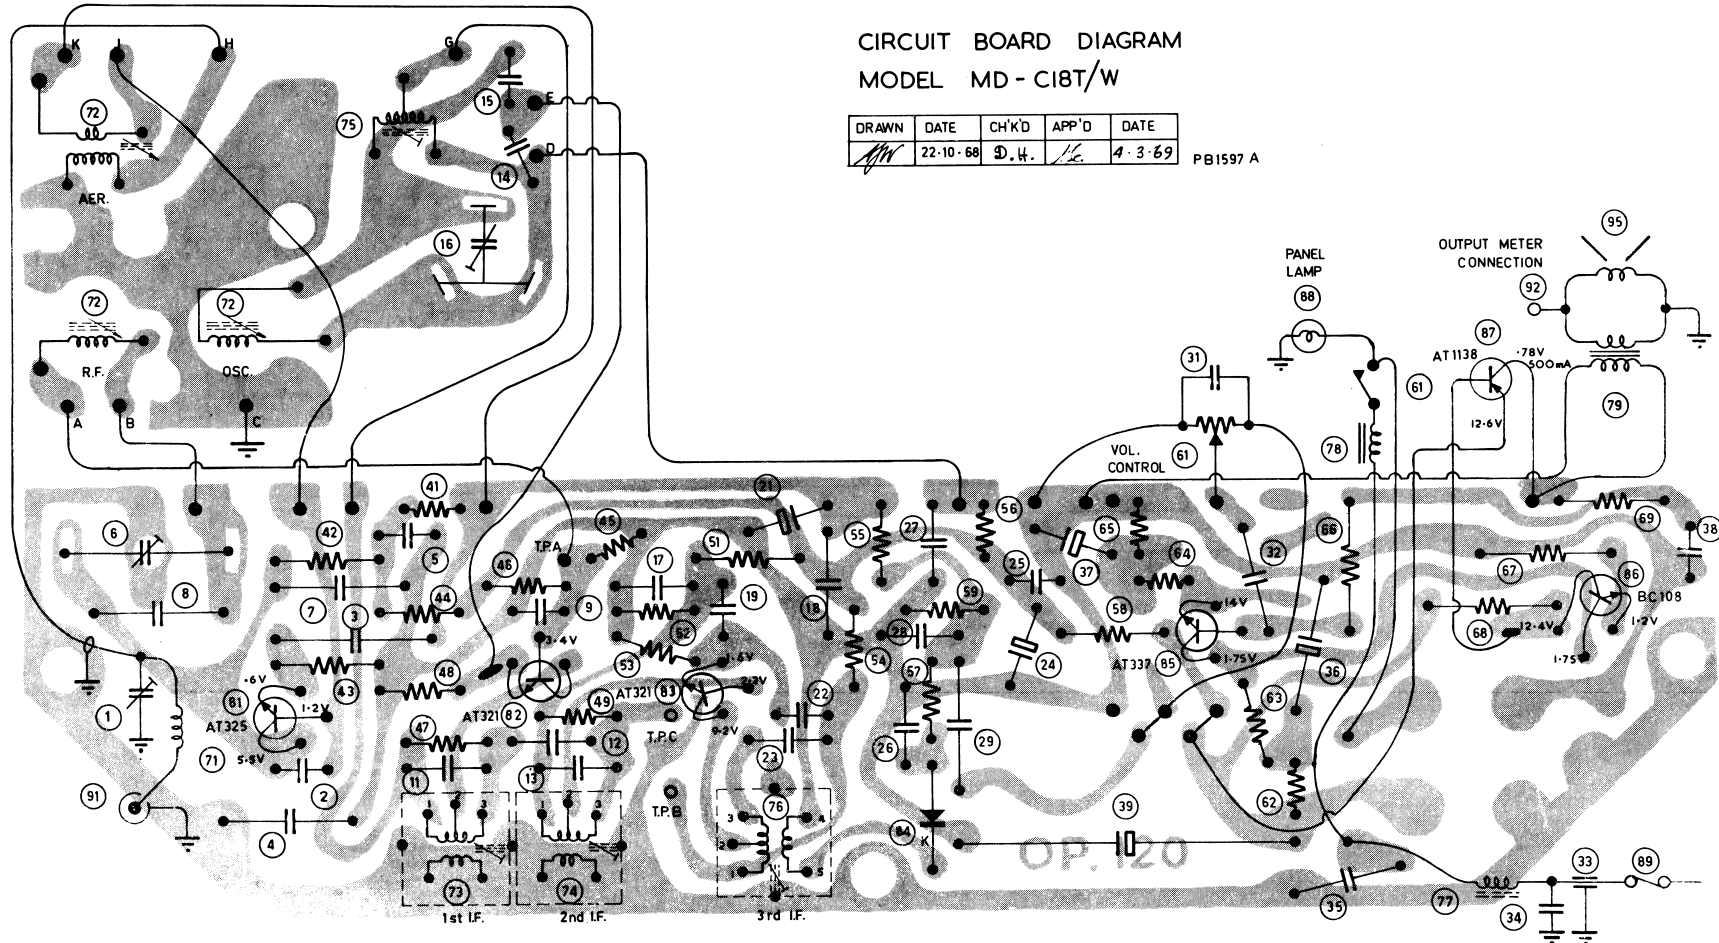 CIRCUIT BOARD DIAGRAM
MODEL MD-C18T/W
DRAWN DATE CH'K'D APP'D DATE
22·10·68 D.H. 4·3·69
PB1597 A
K I H G
72 75 15 E
14 D
AER.
16
72 72
R.F. OSC.
A B C
PANEL LAMP
88
OUTPUT METER
CONNECTION
95
92
87
AT1138
·78V
500mA
12·6V
31
61
79
78
VOL.
CONTROL
61
6 42 41 5 T.P.A 45 51 21
8 7 3 44 46 9 17 19 18
55 27 56 25 65 37 64 32 66 69 38
59 28 54 57 58 24 63 36 67 68
86
BC108
1·2V
12·4V
1·75
·14V
1·75V
AT337 85
43 48 52 53
3·4V
1·6V
2·3V
9·2V
AT321 83
AT321 82
49 22 23 12 13
T.P.C
T.P.B
·6V
1·2V
5·5V
81
AT325
1 71 91 2 4
47 11
26 29 84 K
39 62
OP. 120
1 2 3
73
1st I.F.
1 2 3
74
2nd I.F.
76
3 4
2
1 5
3rd I.F.
35 77 34 33 89